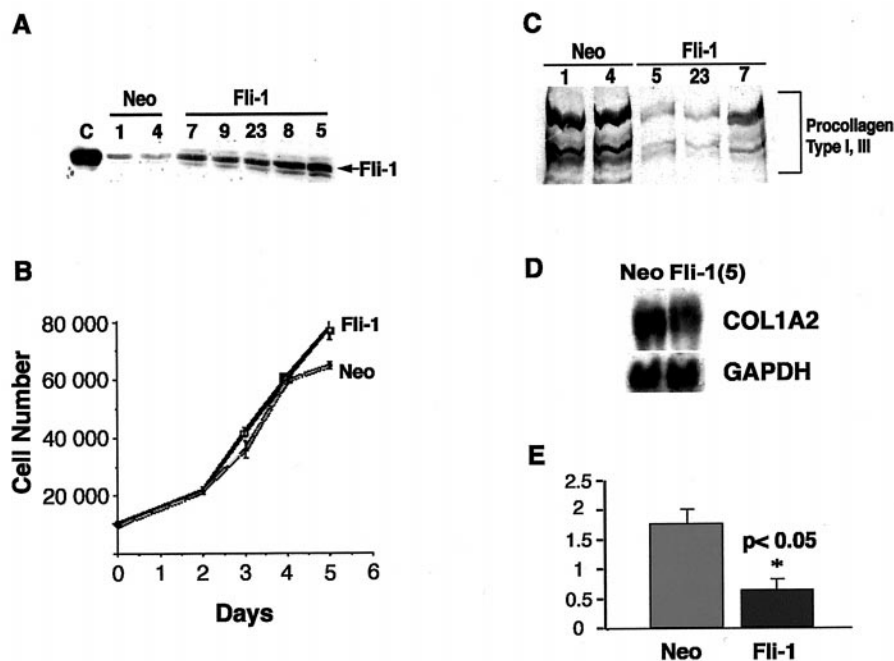 A
Neo
Fli-1
C 1 4 7 9 23 8 5
Fli-1
B
80 000
60 000
40 000
20 000
Cell Number
Fli-1
Neo
0 1 2 3 4 5 6
Days
C
Neo
Fli-1
1 4 5 23 7
Procollagen
Type I, III
D
Neo Fli-1(5)
COL1A2
GAPDH
E
2.5
2
1.5
1
0.5
0
p< 0.05
*
Neo
Fli-1